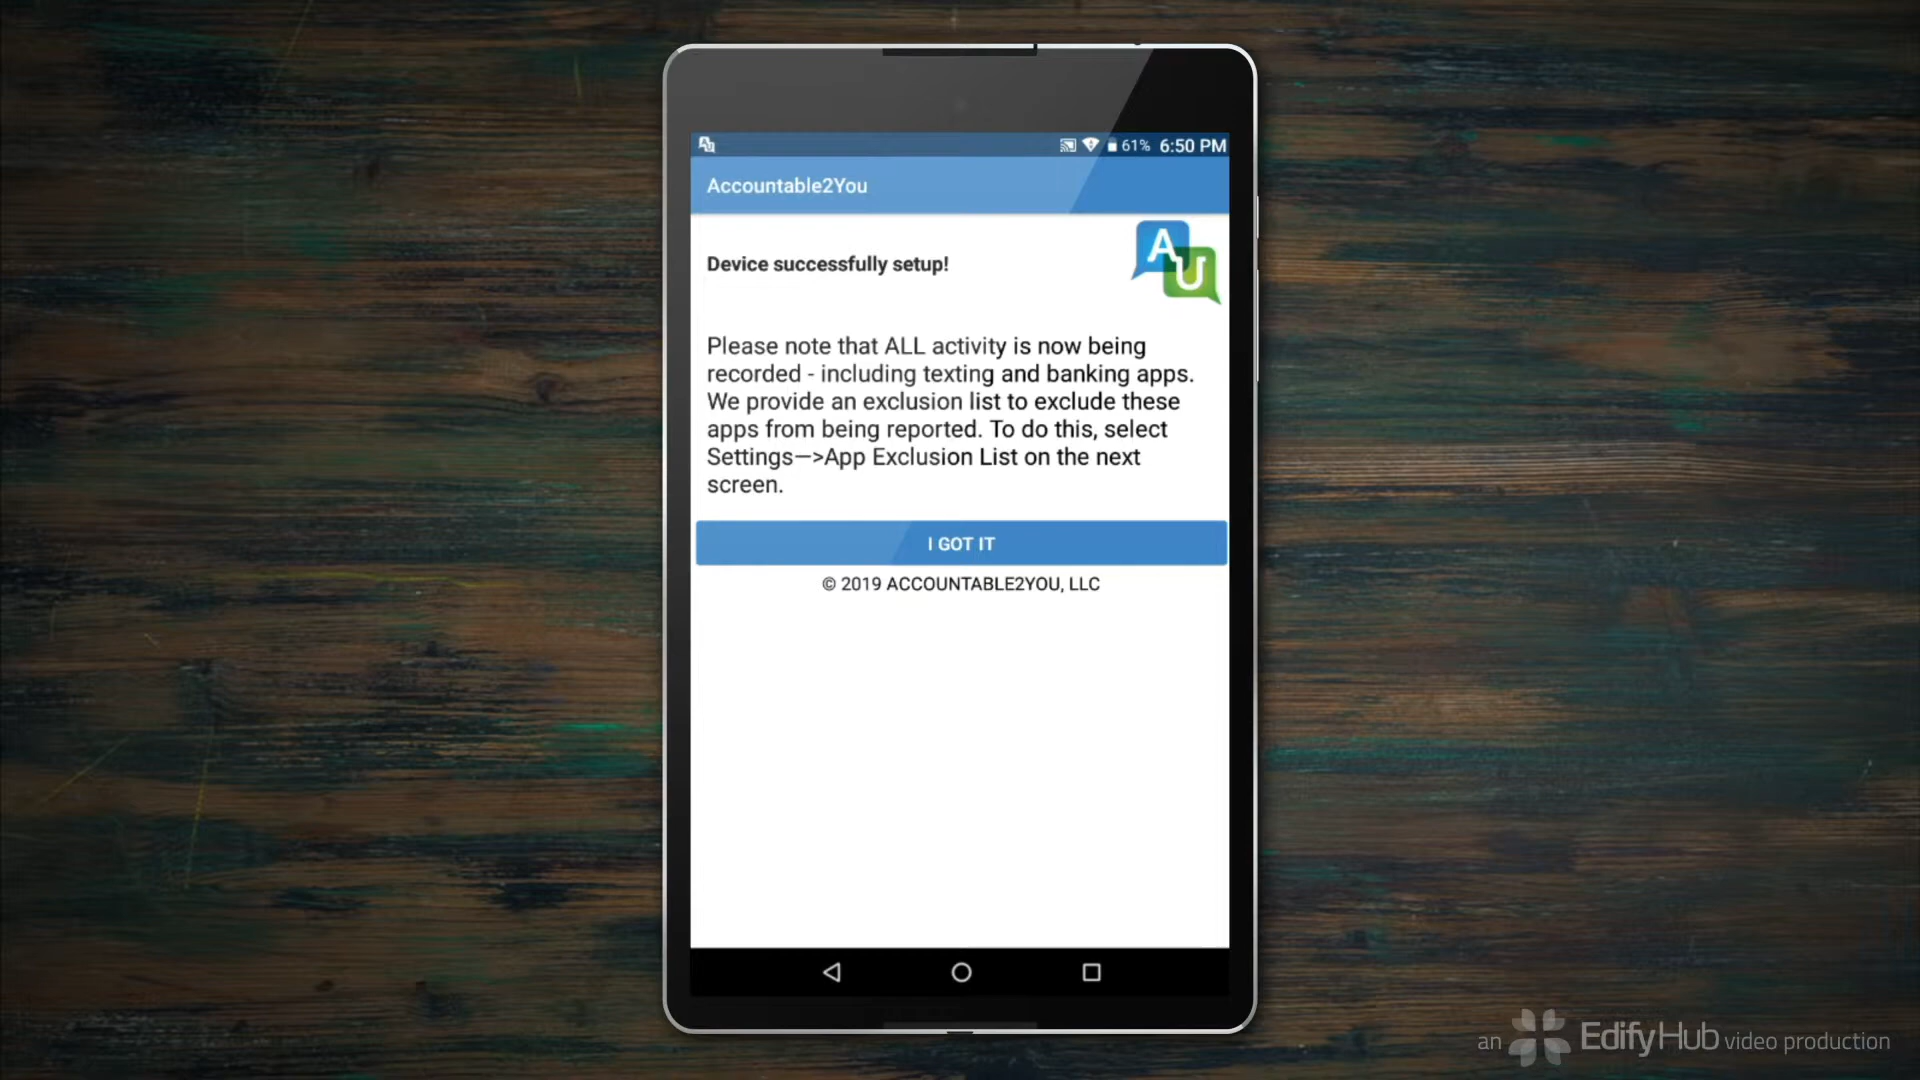 61% 6:50 PM
Accountable2You
Device successfully setup!
A
U
Please note that ALL activity is now being
recorded - including texting and banking apps.
We provide an exclusion list to exclude these
apps from being reported. To do this, select
Settings—>App Exclusion List on the next
screen.
I GOT IT
© 2019 ACCOUNTABLE2YOU, LLC
an EdifyHub video production